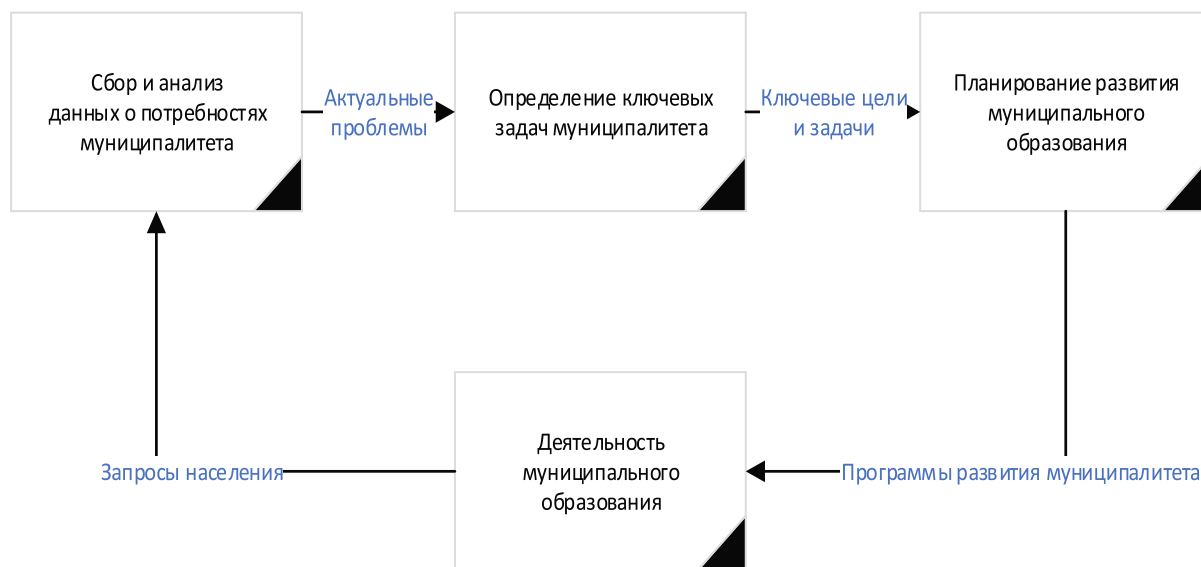 Сбор и анализ
данных о потребностях
муниципалитета
Актуальные
проблемы
Определение ключевых
задач муниципалитета
Ключевые цели
и задачи
Планирование развития
муниципального
образования
Программы развития муниципалитета
Деятельность
муниципального
образования
Запросы населения